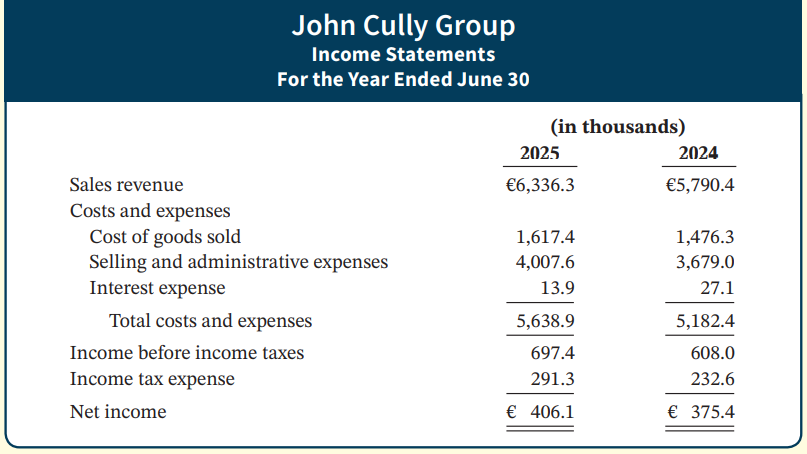 John Cully Group
Income Statements
For the Year Ended June 30
(in thousands)
2025 2024
Sales revenue €6,336.3 €5,790.4
Costs and expenses
Cost of goods sold 1,617.4 1,476.3
Selling and administrative expenses 4,007.6 3,679.0
Interest expense 13.9 27.1
Total costs and expenses 5,638.9 5,182.4
Income before income taxes 697.4 608.0
Income tax expense 291.3 232.6
Net income € 406.1 € 375.4